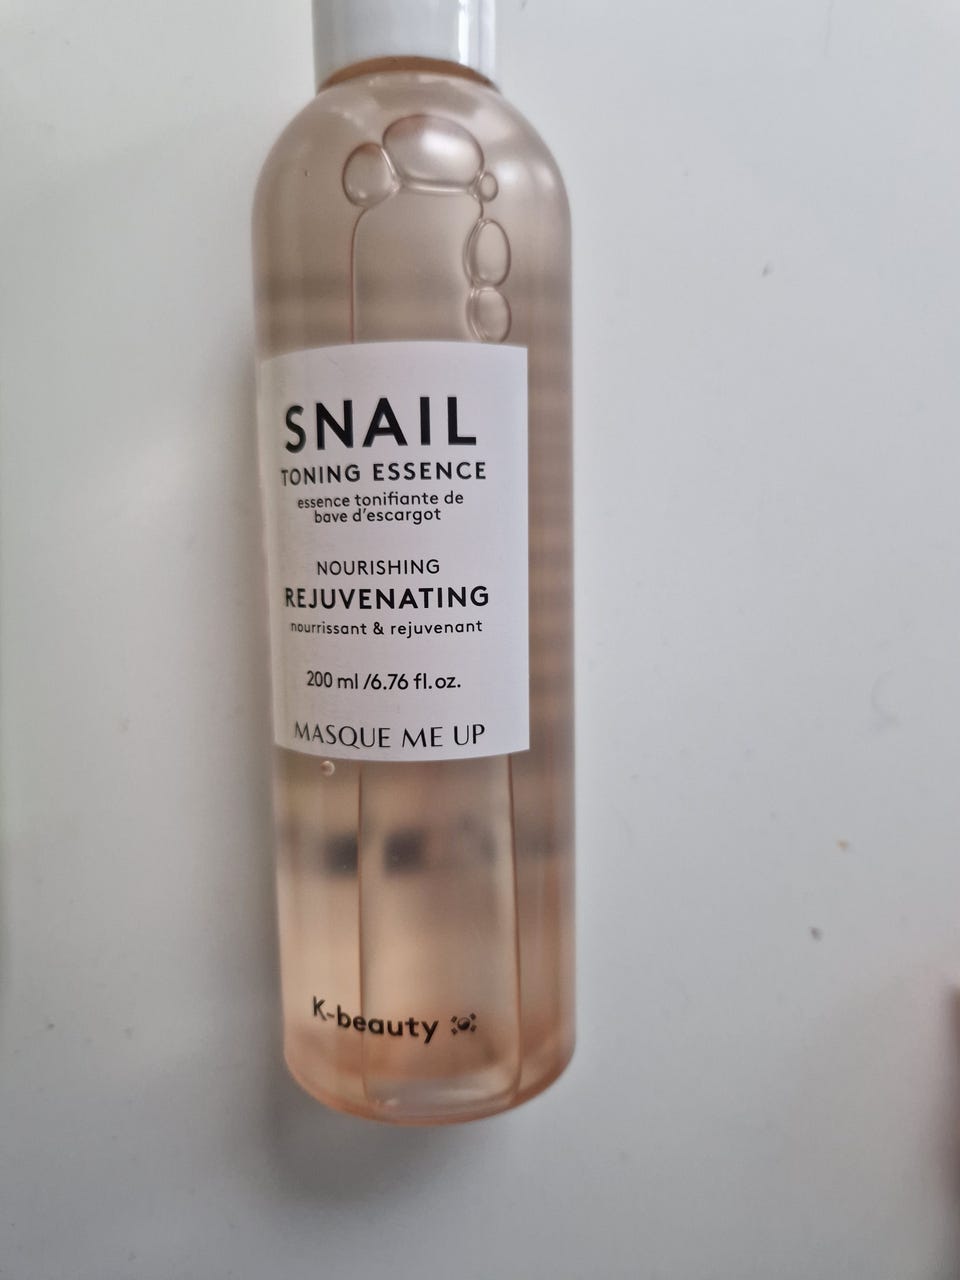 SNAIL
TONING ESSENCE
essence tonifiante de
bave d'escargot
NOURISHING
REJUVENATING
nourrissant & rejuvenant
200 ml /6.76 fl.oz.
MASQUE ME UP
K-beauty